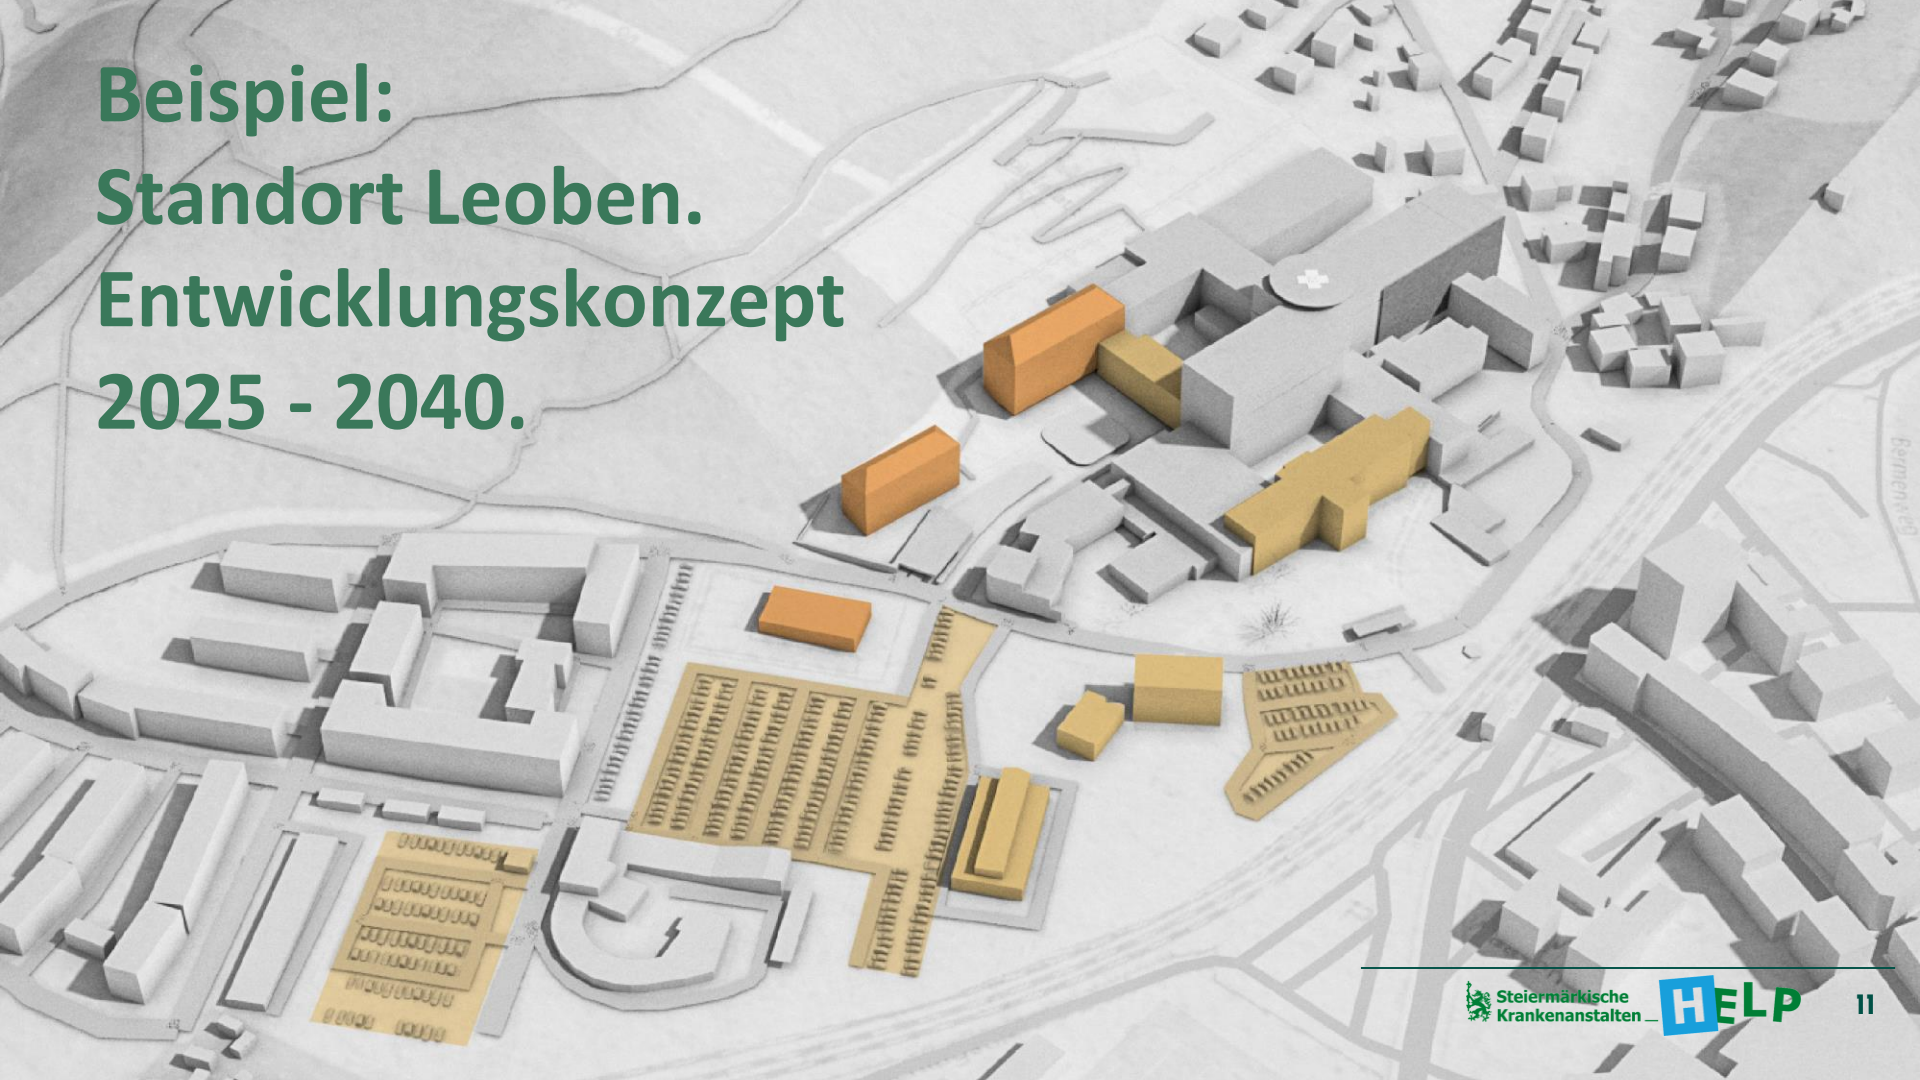 Beispiel:
Standort Leoben.
Entwicklungskonzept
2025 - 2040.
Steiermärkische
Krankenanstalten
HELP
11